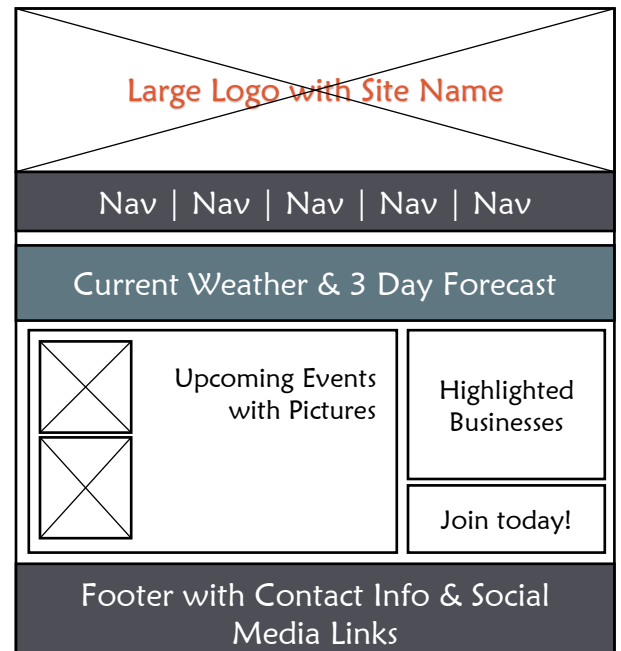 Large Logo with Site Name
Nav | Nav | Nav | Nav | Nav
Current Weather & 3 Day Forecast
Upcoming Events
with Pictures
Highlighted
Businesses
Join today!
Footer with Contact Info & Social
Media Links